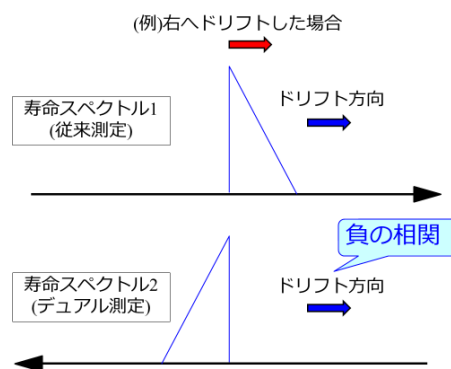 (例)右へドリフトした場合
寿命スペクトル1
(従来測定)
ドリフト方向
負の相関
寿命スペクトル2
(デュアル測定)
ドリフト方向